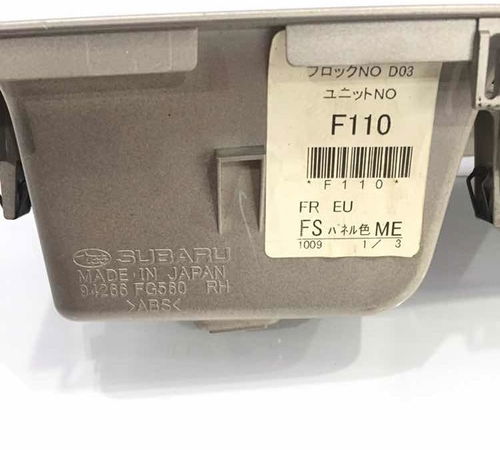 ブロックNO D03
ユニットNO
F110
*F110*
FR EU
FS パネル色 ME
1009 1/3
SUBARU
MADE IN JAPAN
94266 FG560 RH
>ABS<